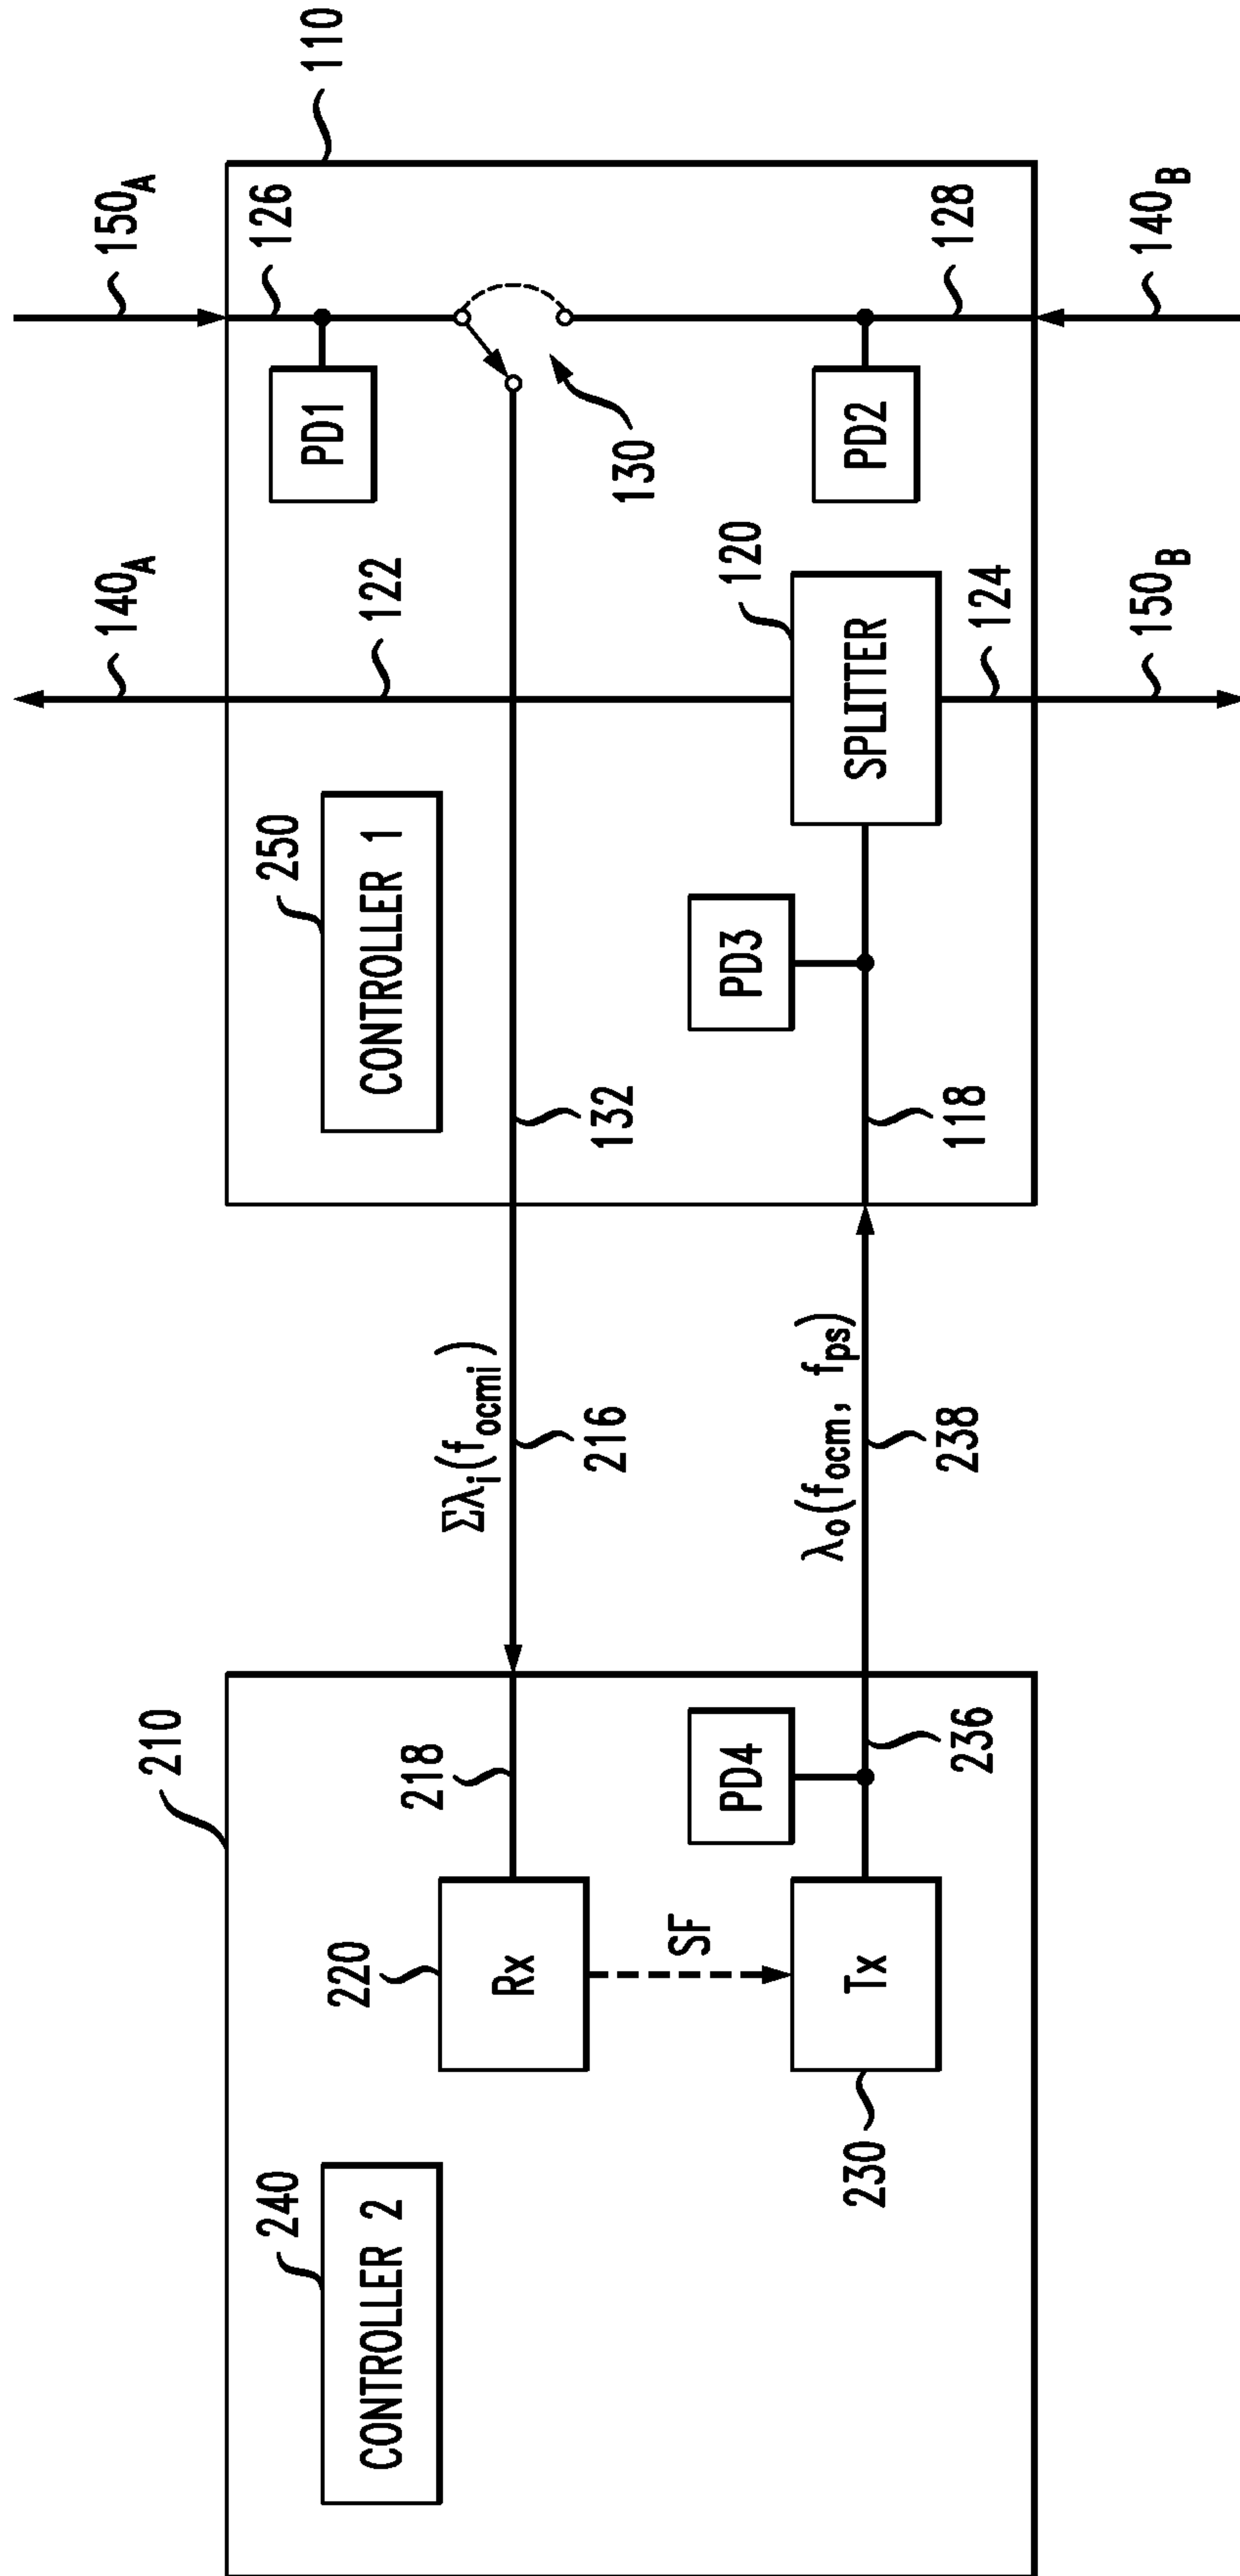 210
240
CONTROLLER 2
220
Rx
218
SF
Tx
230
PD4
236
Σλi(focmi)
216
λo(focm, fps)
238
110
250
CONTROLLER 1
132
118
PD3
SPLITTER
120
122
124
140A
150B
PD1
126
130
PD2
128
150A
140B